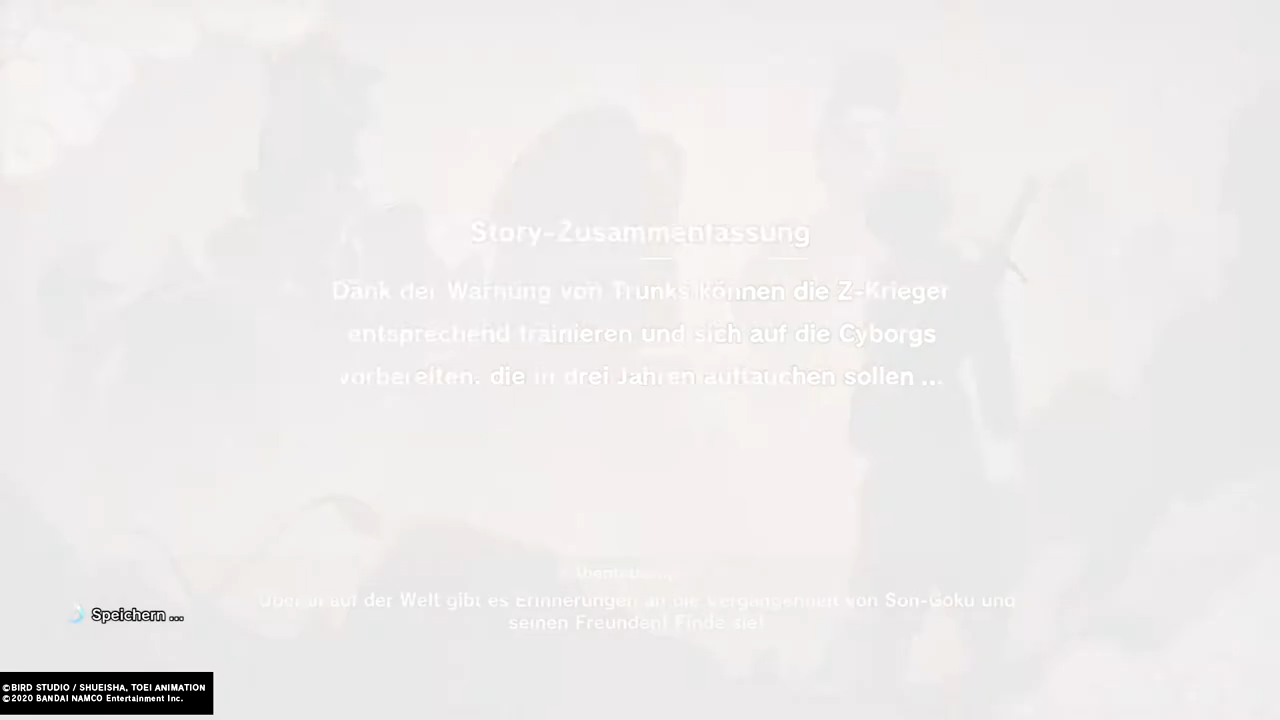 Story-Zusammenfassung
Dank der Warnung von Trunks können die Z-Krieger
entsprechend trainieren und sich auf die Cyborgs
vorbereiten, die in drei Jahren auftauchen sollen ...
Überall auf der Welt gibt es Erinnerungen an die Vergangenheit von Son-Goku und
seinen Freunden! Finde sie!
Speichern ...
©BIRD STUDIO / SHUEISHA, TOEI ANIMATION
©2020 BANDAI NAMCO Entertainment Inc.